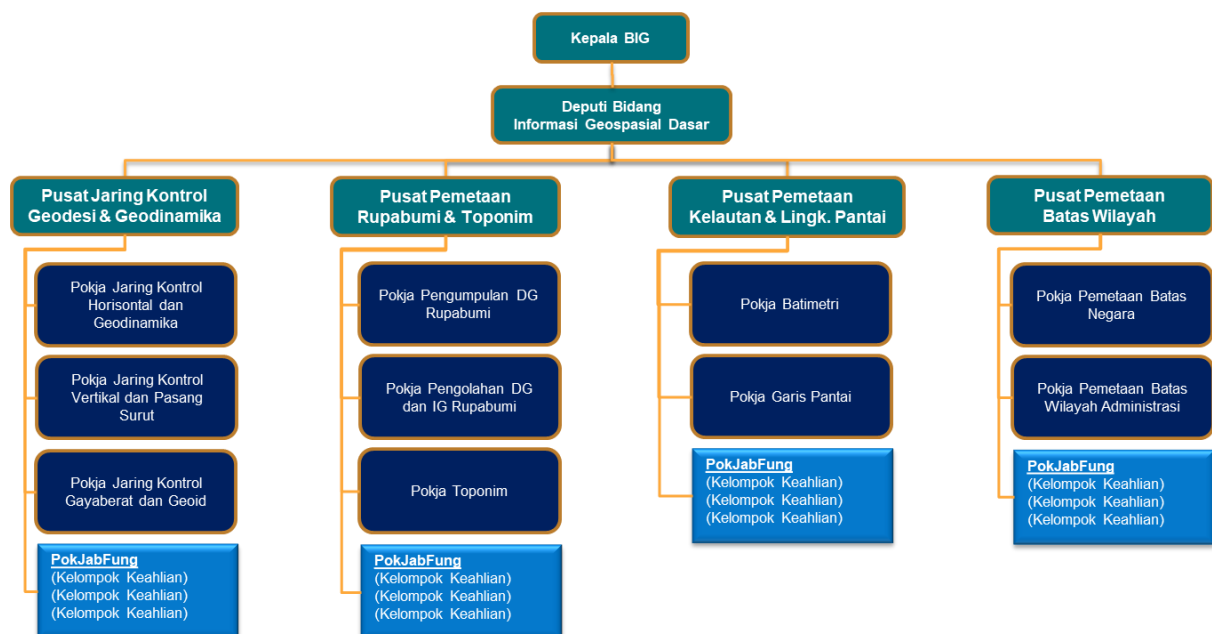 Kepala BIG
Deputi Bidang
Informasi Geospasial Dasar
Pusat Jaring Kontrol
Geodesi & Geodinamika
Pokja Jaring Kontrol
Horisontal dan
Geodinamika
Pokja Jaring Kontrol
Vertikal dan Pasang
Surut
Pokja Jaring Kontrol
Gayaberat dan Geoid
PokJabFung
(Kelompok Keahlian)
(Kelompok Keahlian)
(Kelompok Keahlian)
Pusat Pemetaan
Rupabumi & Toponim
Pokja Pengumpulan DG
Rupabumi
Pokja Pengolahan DG
dan IG Rupabumi
Pokja Toponim
PokJabFung
(Kelompok Keahlian)
(Kelompok Keahlian)
(Kelompok Keahlian)
Pusat Pemetaan
Kelautan & Lingk. Pantai
Pokja Batimetri
Pokja Garis Pantai
PokJabFung
(Kelompok Keahlian)
(Kelompok Keahlian)
(Kelompok Keahlian)
Pusat Pemetaan
Batas Wilayah
Pokja Pemetaan Batas
Negara
Pokja Pemetaan Batas
Wilayah Administrasi
PokJabFung
(Kelompok Keahlian)
(Kelompok Keahlian)
(Kelompok Keahlian)